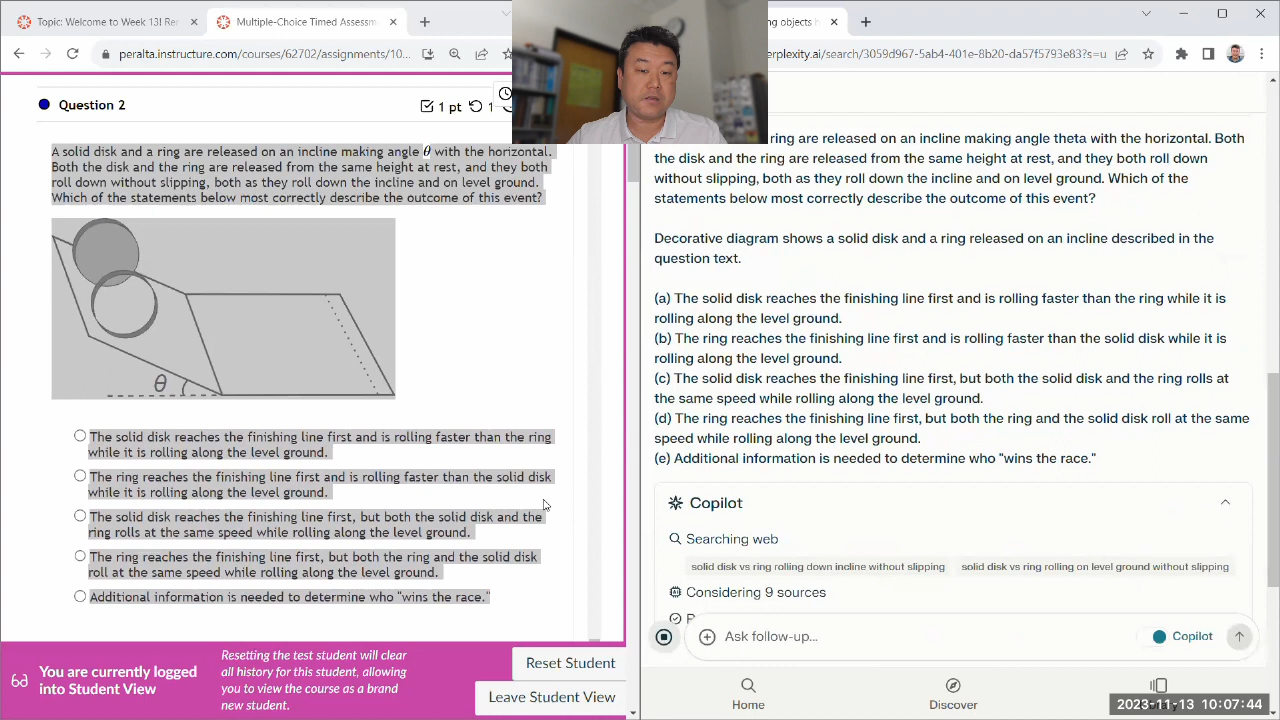 Topic: Welcome to Week 13! Re
Multiple-Choice Timed Assessm
ng objects
peralta.instructure.com/courses/62702/assignments/10...
erplexity.ai/search/3059d967-5ab4-401e-8b20-da57f5793e83?s=u
Question 2
1 pt
1
A solid disk and a ring are released on an incline making angle θ with the horizontal.
Both the disk and the ring are released from the same height at rest, and they both
roll down without slipping, both as they roll down the incline and on level ground.
Which of the statements below most correctly describe the outcome of this event?
θ
The solid disk reaches the finishing line first and is rolling faster than the ring
while it is rolling along the level ground.
The ring reaches the finishing line first and is rolling faster than the solid disk
while it is rolling along the level ground.
The solid disk reaches the finishing line first, but both the solid disk and the
ring rolls at the same speed while rolling along the level ground.
The ring reaches the finishing line first, but both the ring and the solid disk
roll at the same speed while rolling along the level ground.
Additional information is needed to determine who "wins the race."
You are currently logged
into Student View
Resetting the test student will clear
all history for this student, allowing
you to view the course as a brand
new student.
Reset Student
Leave Student View
ring are released on an incline making angle theta with the horizontal. Both
the disk and the ring are released from the same height at rest, and they both roll down
without slipping, both as they roll down the incline and on level ground. Which of the
statements below most correctly describe the outcome of this event?
Decorative diagram shows a solid disk and a ring released on an incline described in the
question text.
(a) The solid disk reaches the finishing line first and is rolling faster than the ring while it is
rolling along the level ground.
(b) The ring reaches the finishing line first and is rolling faster than the solid disk while it is
rolling along the level ground.
(c) The solid disk reaches the finishing line first, but both the solid disk and the ring rolls at
the same speed while rolling along the level ground.
(d) The ring reaches the finishing line first, but both the ring and the solid disk roll at the same
speed while rolling along the level ground.
(e) Additional information is needed to determine who "wins the race."
Copilot
Searching web
solid disk vs ring rolling down incline without slipping
solid disk vs ring rolling on level ground without slipping
Considering 9 sources
Ask follow-up...
Copilot
Home
Discover
2023-11-13 10:07:44